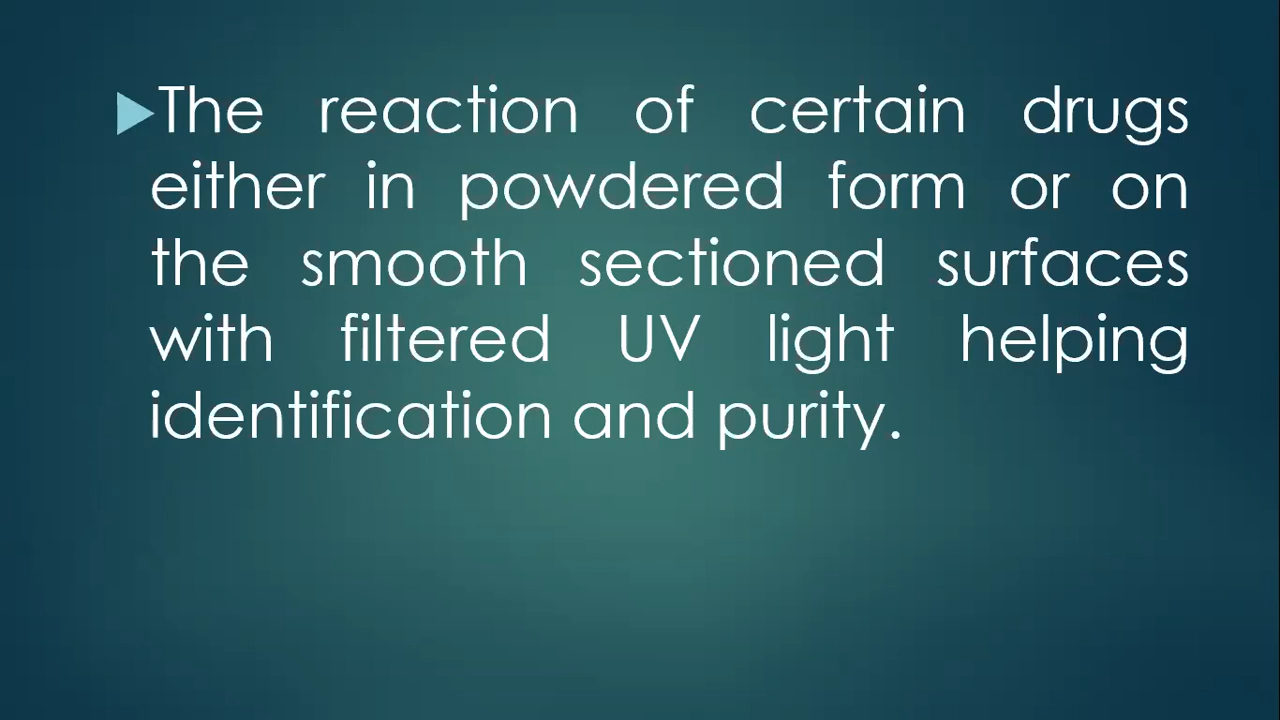 The reaction of certain drugs
either in powdered form or on
the smooth sectioned surfaces
with filtered UV light helping
identification and purity.